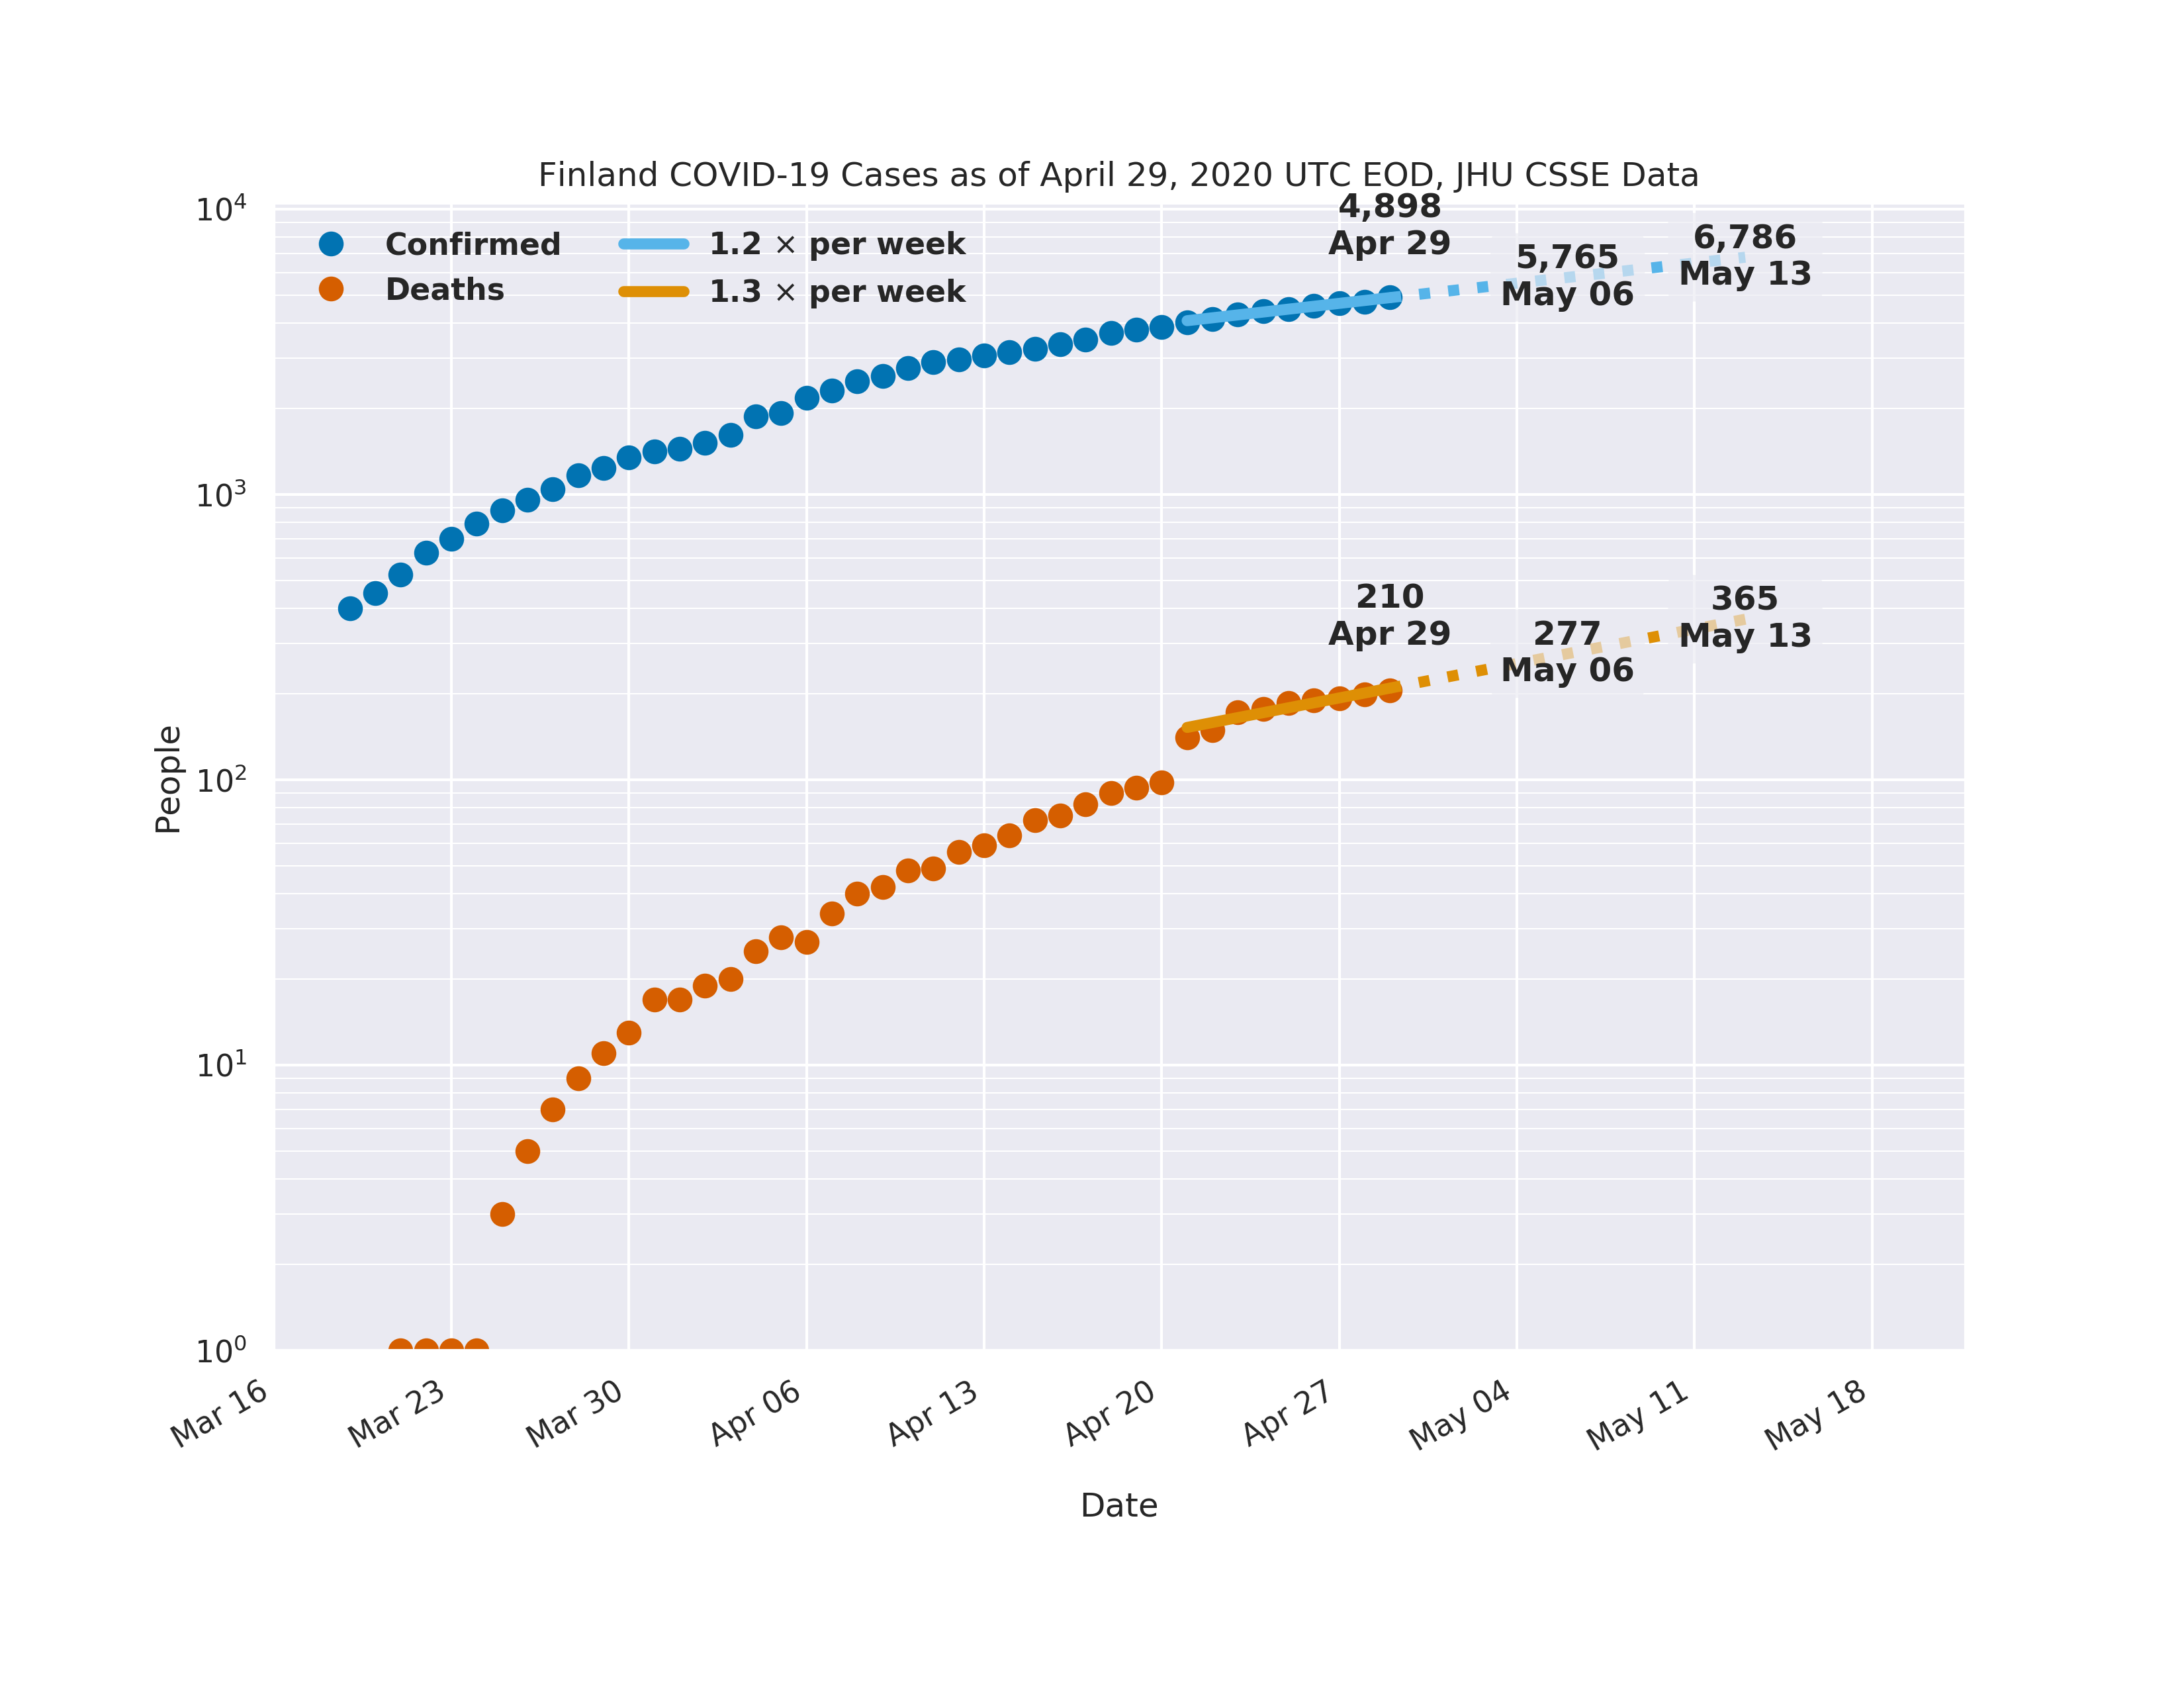 Finland COVID-19 Cases as of April 29, 2020 UTC EOD, JHU CSSE Data
Confirmed
Deaths
1.2 × per week
1.3 × per week
4,898
Apr 29
5,765
May 06
6,786
May 13
210
Apr 29
277
May 06
365
May 13
People
10⁴
10³
10²
10¹
10⁰
Mar 16
Mar 23
Mar 30
Apr 06
Apr 13
Apr 20
Apr 27
May 04
May 11
May 18
Date